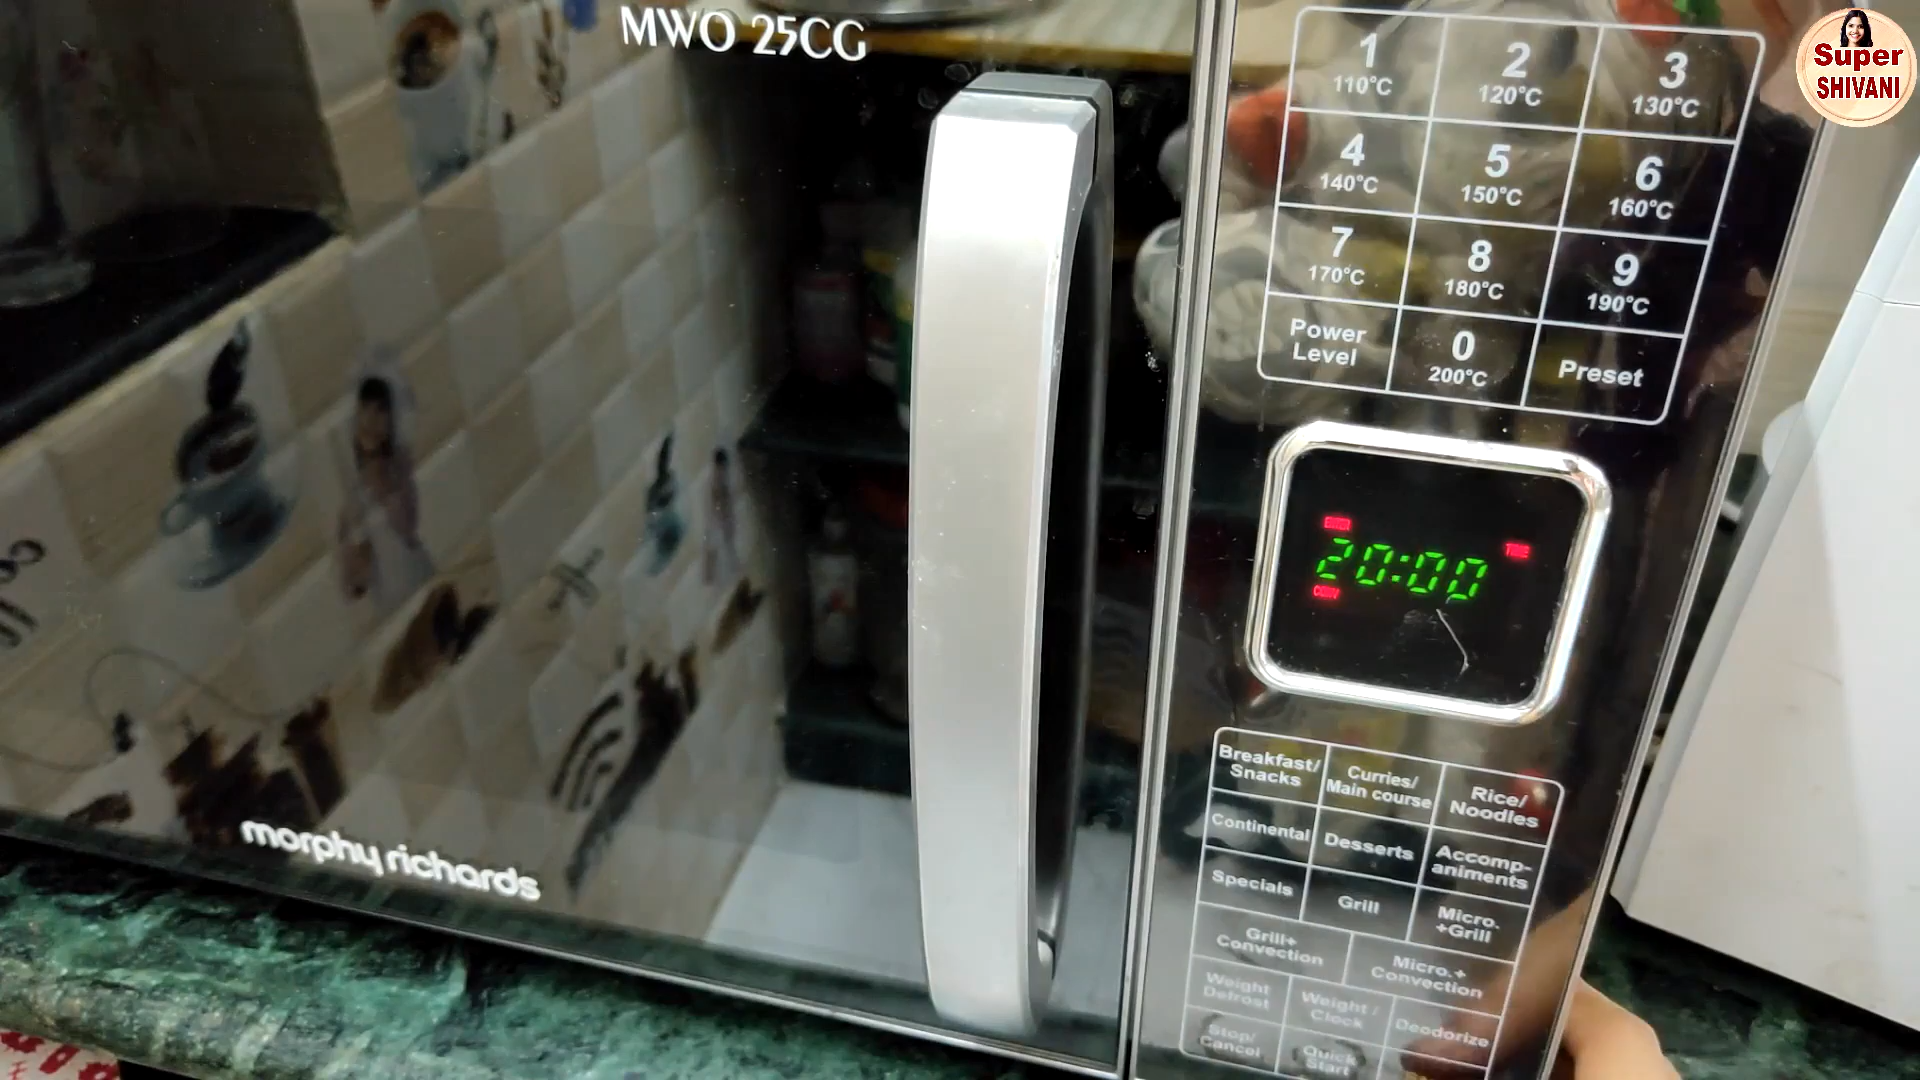 MWO 25CG
Super
SHIVANI
1
110°C
2
120°C
3
130°C
4
140°C
5
150°C
6
160°C
7
170°C
8
180°C
9
190°C
Power
Level
0
200°C
Preset
TIME
20:00
CONV
Breakfast/
Snacks
Curries/
Main course
Rice/
Noodles
Continental
Desserts
Accomp-
animents
Specials
Grill
Micro.
+Grill
Grill+
Convection
Micro.+
Convection
Weight
Defrost
Weight /
Clock
Deodorize
Stop/
Cancel
Quick
Start
morphy richards